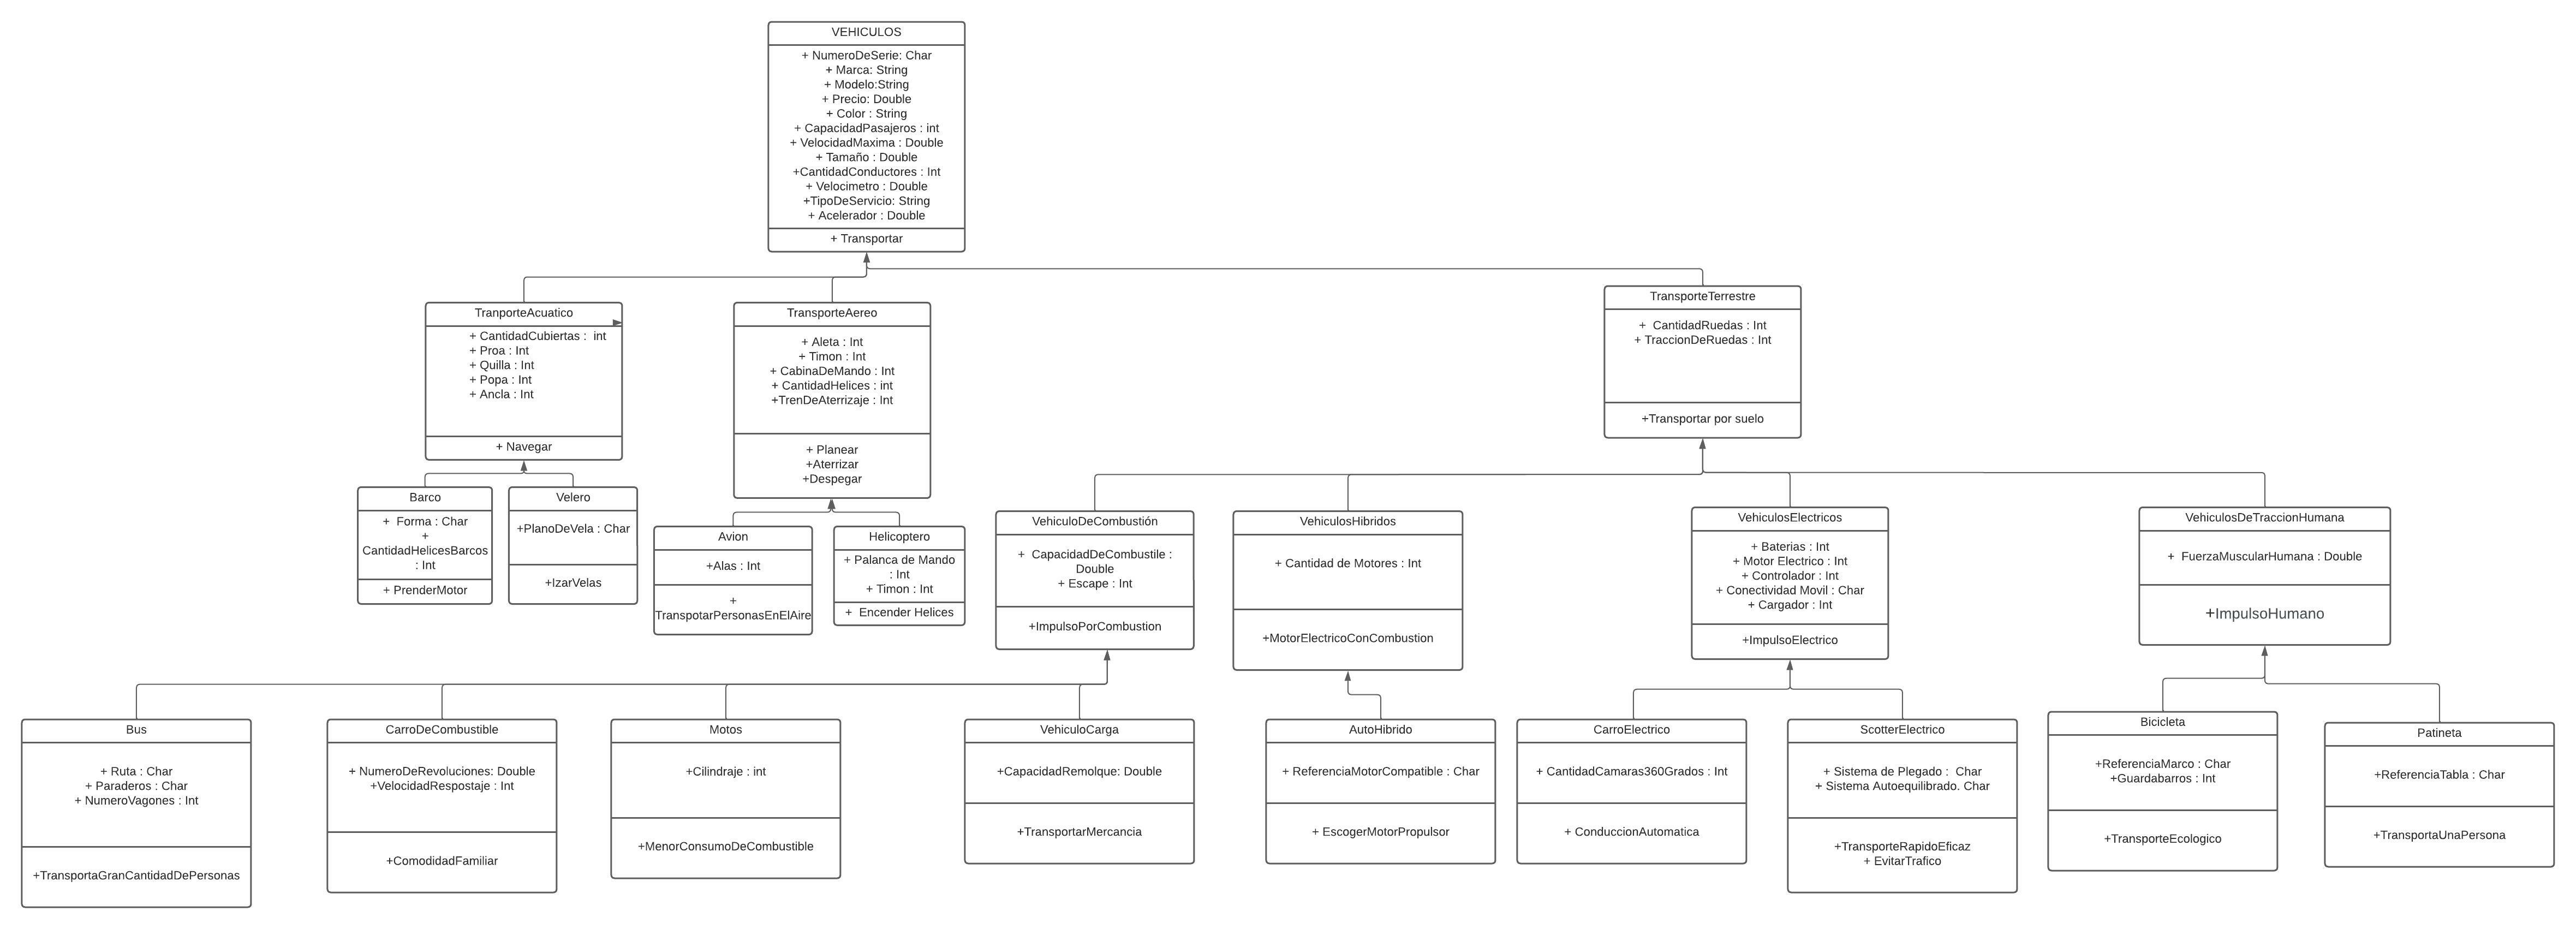 VEHICULOS
+ NumeroDeSerie: Char
+ Marca: String
+ Modelo:String
+ Precio: Double
+ Color : String
+ CapacidadPasajeros : int
+ VelocidadMaxima : Double
+ Tamaño : Double
+CantidadConductores : Int
+ Velocimetro : Double
+TipoDeServicio: String
+ Acelerador : Double
+ Transportar
TranporteAcuatico
+ CantidadCubiertas :  int
+ Proa : Int
+ Quilla : Int
+ Popa : Int
+ Ancla : Int
+ Navegar
TransporteAereo
+ Aleta : Int
+ Timon : Int
+ CabinaDeMando : Int
+ CantidadHelices : int
+TrenDeAterrizaje : Int
+ Planear
+Aterrizar
+Despegar
TransporteTerrestre
+  CantidadRuedas : Int
+ TraccionDeRuedas : Int
+Transportar por suelo
Barco
+  Forma : Char
+
CantidadHelicesBarcos
: Int
+ PrenderMotor
Velero
+PlanoDeVela : Char
+IzarVelas
Avion
+Alas : Int
+
TranspotarPersonasEnElAire
Helicoptero
+ Palanca de Mando
: Int
+ Timon : Int
+  Encender Helices
VehiculoDeCombustión
+  CapacidadDeCombustile :
Double
+ Escape : Int
+ImpulsoPorCombustion
VehiculosHibridos
+ Cantidad de Motores : Int
+MotorElectricoConCombustion
VehiculosElectricos
+ Baterias : Int
+ Motor Electrico : Int
+ Controlador : Int
+ Conectividad Movil : Char
+ Cargador : Int
+ImpulsoElectrico
VehiculosDeTraccionHumana
+  FuerzaMuscularHumana : Double
+ImpulsoHumano
Bus
+ Ruta : Char
+ Paraderos : Char
+ NumeroVagones : Int
+TransportaGranCantidadDePersonas
CarroDeCombustible
+ NumeroDeRevoluciones: Double
+VelocidadRespostaje : Int
+ComodidadFamiliar
Motos
+Cilindraje : int
+MenorConsumoDeCombustible
VehiculoCarga
+CapacidadRemolque: Double
+TransportarMercancia
AutoHibrido
+ ReferenciaMotorCompatible : Char
+ EscogerMotorPropulsor
CarroElectrico
+ CantidadCamaras360Grados : Int
+ ConduccionAutomatica
ScotterElectrico
+ Sistema de Plegado :  Char
+ Sistema Autoequilibrado. Char
+TransporteRapidoEficaz
+ EvitarTrafico
Bicicleta
+ReferenciaMarco : Char
+Guardabarros : Int
+TransporteEcologico
Patineta
+ReferenciaTabla : Char
+TransportaUnaPersona